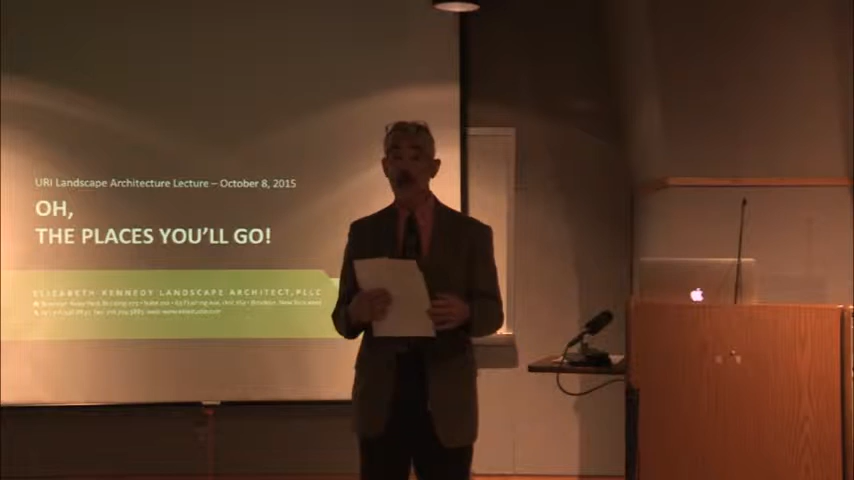 URI Landscape Architecture Lecture – October 8, 2015
OH,
THE PLACES YOU'LL GO!
ELIZABETH KENNEDY LANDSCAPE ARCHITECT, PLLC